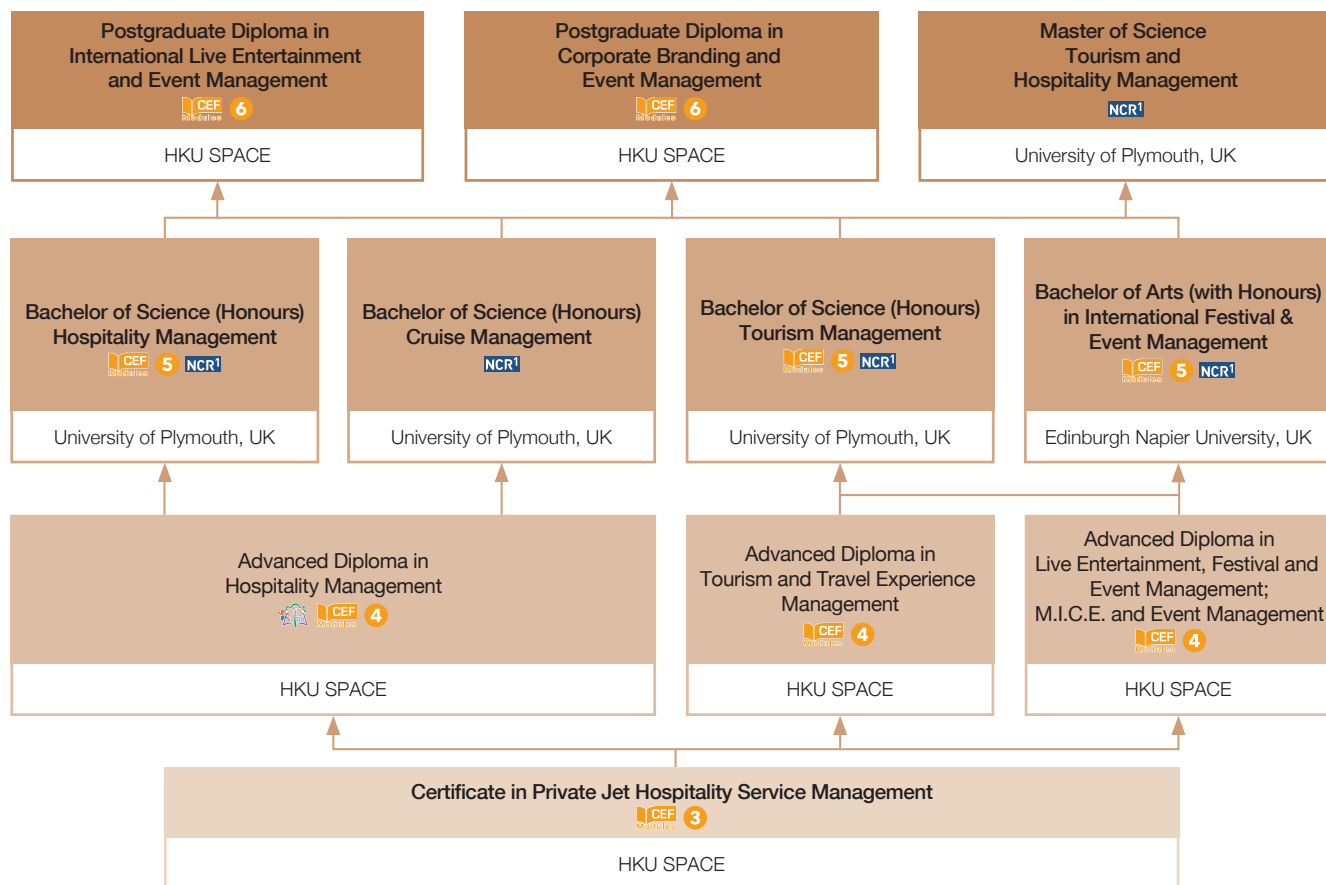 Postgraduate Diploma in
International Live Entertainment
and Event Management
CEF
Modules
6
HKU SPACE
Postgraduate Diploma in
Corporate Branding and
Event Management
CEF
Modules
6
HKU SPACE
Master of Science
Tourism and
Hospitality Management
NCR¹
University of Plymouth, UK
Bachelor of Science (Honours)
Hospitality Management
CEF
Modules
5
NCR¹
University of Plymouth, UK
Bachelor of Science (Honours)
Cruise Management
NCR¹
University of Plymouth, UK
Bachelor of Science (Honours)
Tourism Management
CEF
Modules
5
NCR¹
University of Plymouth, UK
Bachelor of Arts (with Honours)
in International Festival &
Event Management
CEF
Modules
5
NCR¹
Edinburgh Napier University, UK
Advanced Diploma in
Hospitality Management
CEF
Modules
4
HKU SPACE
Advanced Diploma in
Tourism and Travel Experience
Management
CEF
Modules
4
HKU SPACE
Advanced Diploma in
Live Entertainment, Festival and
Event Management;
M.I.C.E. and Event Management
CEF
Modules
4
HKU SPACE
Certificate in Private Jet Hospitality Service Management
CEF
Modules
3
HKU SPACE